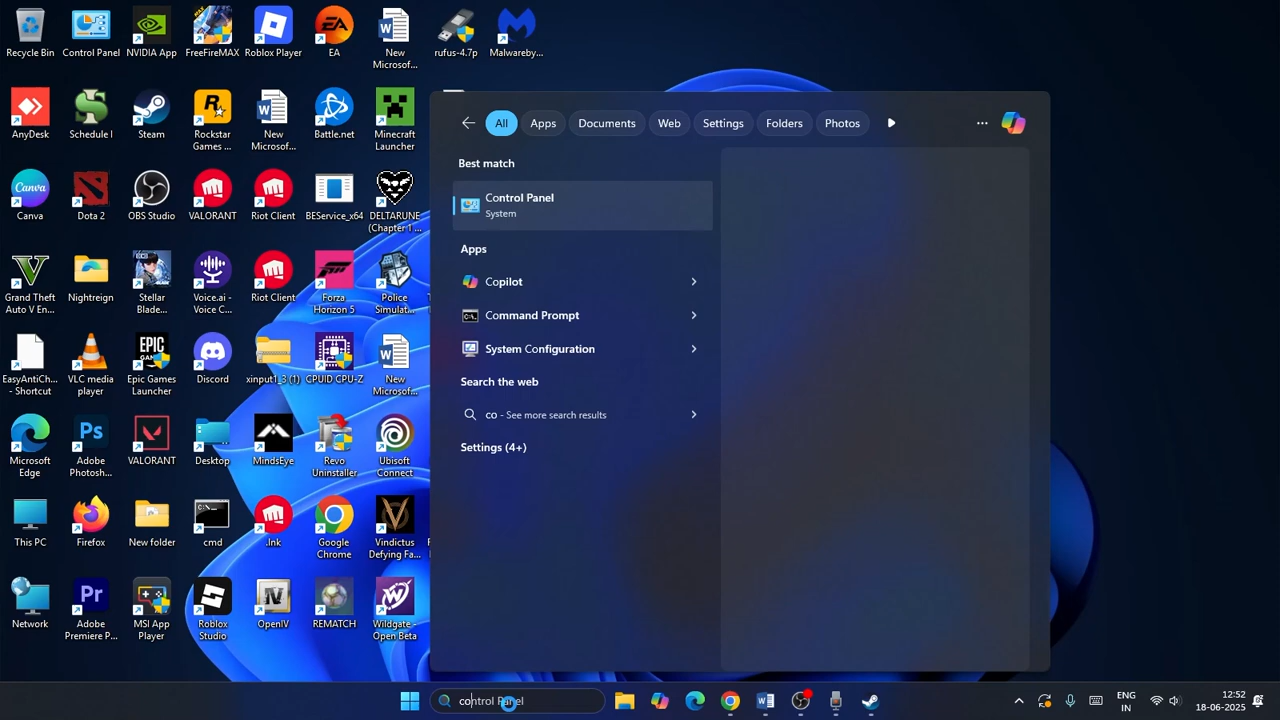 Recycle Bin
Control Panel
NVIDIA App
FreeFireMAX
Roblox Player
EA
New
Microsof...
rufus-4.7p
Malwareby...
AnyDesk
Schedule I
Steam
Rockstar
Games ...
New
Microsof...
Battle.net
Minecraft
Launcher
Canva
Dota 2
OBS Studio
VALORANT
Riot Client
BEService_x64
DELTARUNE
(Chapter 1 ...
Grand Theft
Auto V En...
Nightreign
Stellar
Blade...
Voice.ai -
Voice C...
Riot Client
Forza
Horizon 5
Police
Simulat...
EasyAntiCh...
- Shortcut
VLC media
player
Epic Games
Launcher
Discord
xinput1_3 (1)
CPUID CPU-Z
New
Microsof...
Microsoft
Edge
Adobe
Photosh...
VALORANT
Desktop
MindsEye
Revo
Uninstaller
Ubisoft
Connect
This PC
Firefox
New folder
cmd
.lnk
Google
Chrome
Vindictus
Defying Fa...
Network
Adobe
Premiere P...
MSI App
Player
Roblox
Studio
OpenIV
REMATCH
Wildgate -
Open Beta
All
Apps
Documents
Web
Settings
Folders
Photos
Best match
Control Panel
System
Apps
Copilot
Command Prompt
System Configuration
Search the web
co - See more search results
Settings (4+)
control Panel
ENG
IN
12:52
18-06-2025